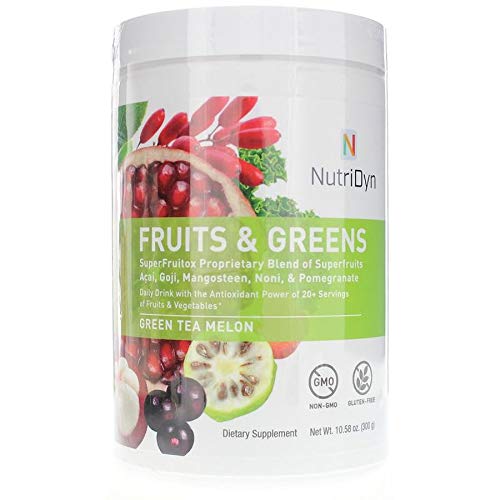 N
NutriDyn
FRUITS & GREENS
SuperFruitox Proprietary Blend of Superfruits
Açai, Goji, Mangosteen, Noni, & Pomegranate
Daily Drink with the Antioxidant Power of 20+ Servings
of Fruits & Vegetables*
GREEN TEA MELON
GMO
NON-GMO
GLUTEN-FREE
Dietary Supplement
Net Wt. 10.58 oz. (300 g)